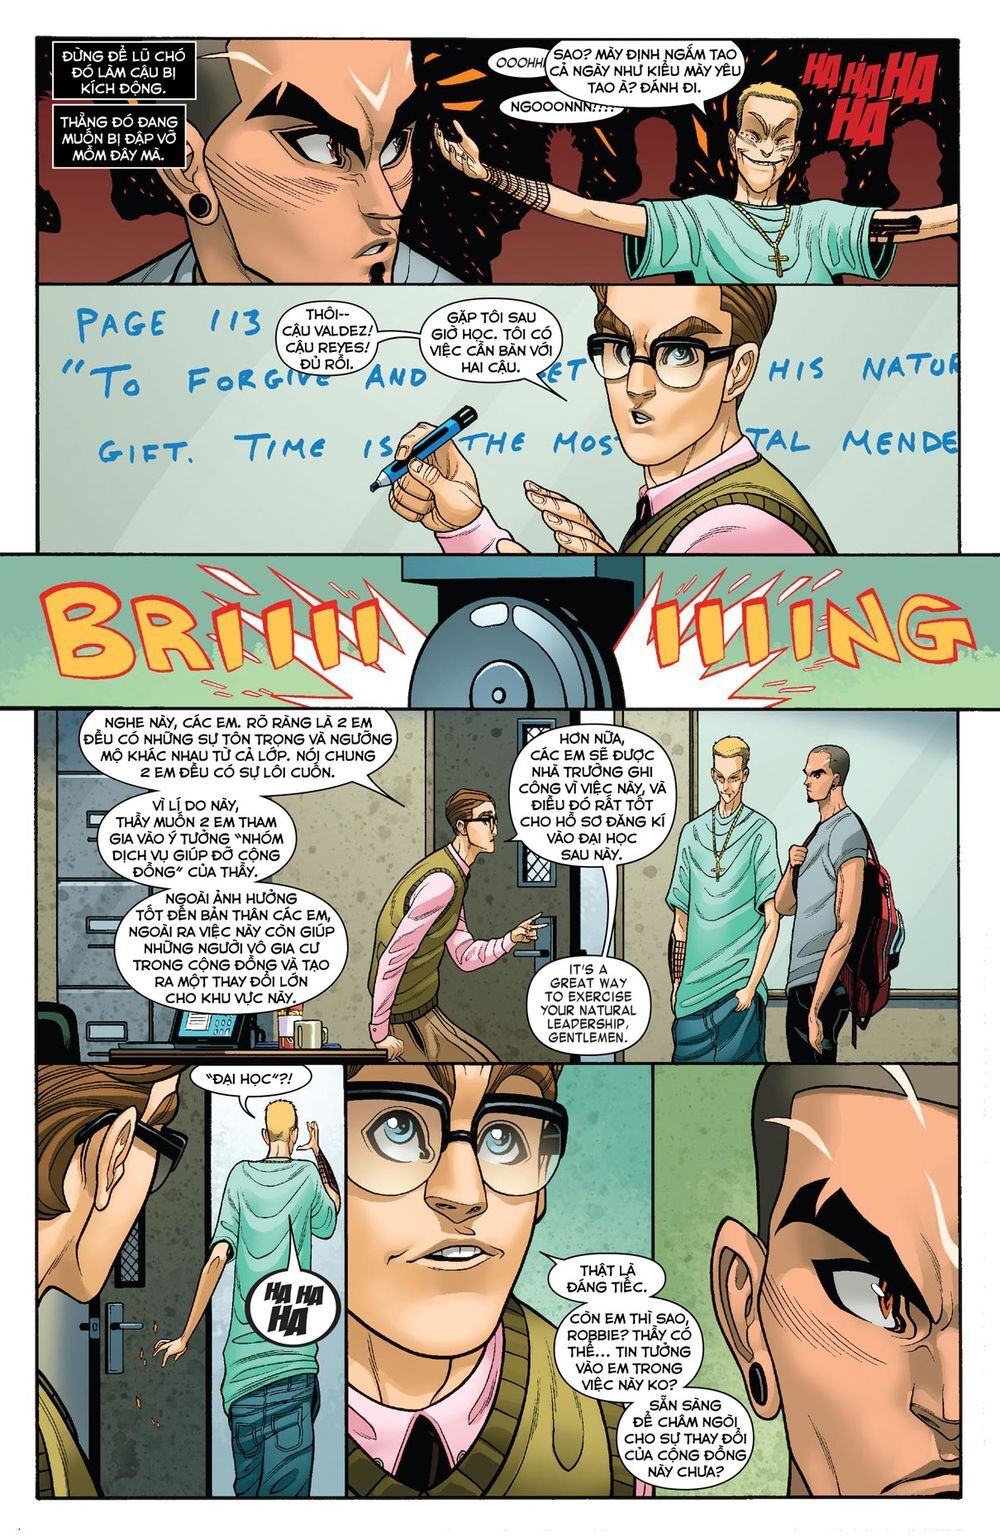 ĐỪNG ĐỂ LŨ CHÓ
ĐÓ LÀM CẬU BỊ
KÍCH ĐỘNG.
THẰNG ĐÓ ĐANG
MUỐN BỊ ĐẬP VỠ
MỒM ĐÂY MÀ.
OOOHH
SAO? MÀY ĐỊNH NGẮM TAO
CẢ NGÀY NHƯ KIỂU MÀY YÊU
TAO À? ĐÁNH ĐI.
NGOOONNN!...
HA HA HA
HA
PAGE 113
THÔI--
CẬU VALDEZ!
CẬU REYES!
ĐỦ RỒI.
GẶP TÔI SAU
GIỜ HỌC. TÔI CÓ
VIỆC CẦN BÀN VỚI
HAI CẬU.
"TO FORGIVE AND HIS NATUR
GIFT. TIME IS THE MOS TAL MENDE
BRIIIII IIIIING
NGHE NÀY, CÁC EM. RÕ RÀNG LÀ 2 EM
ĐỀU CÓ NHỮNG SỰ TÔN TRỌNG VÀ NGƯỠNG
MỘ KHÁC NHAU TỪ CẢ LỚP. NÓI CHUNG
2 EM ĐỀU CÓ SỰ LÔI CUỐN.
VÌ LÍ DO NÀY,
THẦY MUỐN 2 EM THAM
GIA VÀO Ý TƯỞNG "NHÓM
DỊCH VỤ GIÚP ĐỠ CỘNG
ĐỒNG" CỦA THẦY.
NGOÀI ẢNH HƯỞNG
TỐT ĐẾN BẢN THÂN CÁC EM,
NGOÀI RA VIỆC NÀY CÒN GIÚP
NHỮNG NGƯỜI VÔ GIA CƯ
TRONG CỘNG ĐỒNG VÀ TẠO
RA MỘT THAY ĐỔI LỚN
CHO KHU VỰC NÀY.
HƠN NỮA,
CÁC EM SẼ ĐƯỢC
NHÀ TRƯỜNG GHI
CÔNG VÌ VIỆC NÀY, VÀ
ĐIỀU ĐÓ RẤT TỐT
CHO HỒ SƠ ĐĂNG KÍ
VÀO ĐẠI HỌC
SAU NÀY.
IT'S A
GREAT WAY
TO EXERCISE
YOUR NATURAL
LEADERSHIP,
GENTLEMEN.
"ĐẠI HỌC"?!
HA HA
HA
THẬT LÀ
ĐÁNG TIẾC.
CÒN EM THÌ SAO,
ROBBIE? THẦY CÓ
THỂ... TIN TƯỞNG
VÀO EM TRONG
VIỆC NÀY KO?
SẴN SÀNG
ĐỂ CHÂM NGÒI
CHO SỰ THAY ĐỔI
CỦA CỘNG ĐỒNG
NÀY CHƯA?